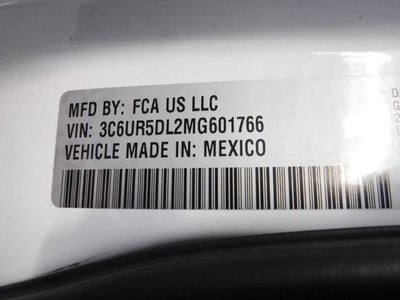 MFD BY: FCA US LLC
VIN: 3C6UR5DL2MG601766
VEHICLE MADE IN: MEXICO